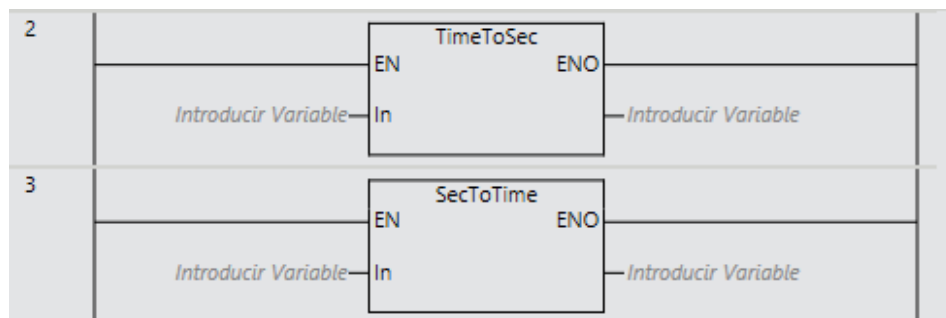 2
TimeToSec
EN ENO
Introducir Variable In Introducir Variable
3
SecToTime
EN ENO
Introducir Variable In Introducir Variable